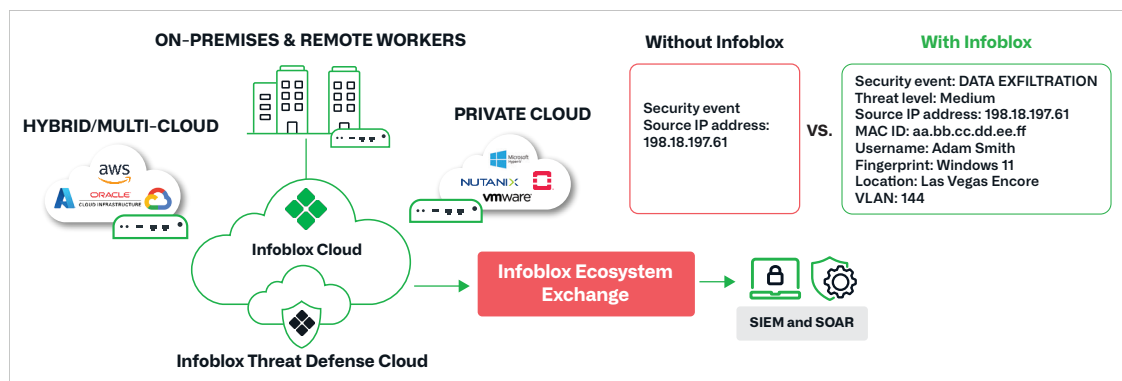 ON-PREMISES & REMOTE WORKERS
HYBRID/MULTI-CLOUD
aws
ORACLE
CLOUD INFRASTRUCTURE
PRIVATE CLOUD
Microsoft
Hyper-V
NUTANIX
vmware
Infoblox Cloud
Infoblox Threat Defense Cloud
Infoblox Ecosystem
Exchange
SIEM and SOAR
Without Infoblox
Security event
Source IP address:
198.18.197.61
VS.
With Infoblox
Security event: DATA EXFILTRATION
Threat level: Medium
Source IP address: 198.18.197.61
MAC ID: aa.bb.cc.dd.ee.ff
Username: Adam Smith
Fingerprint: Windows 11
Location: Las Vegas Encore
VLAN: 144